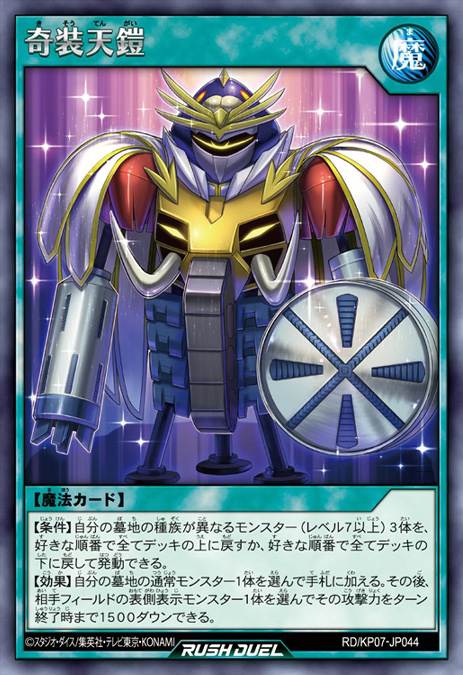 奇装天鎧
魔
【魔法カード】
【条件】自分の墓地の種族が異なるモンスター(レベル7以上)3体を、
好きな順番で全てデッキの上に戻すか、好きな順番で全てデッキの
下に戻して発動できる。
【効果】自分の墓地の通常モンスター1体を選んで手札に加える。その後、
相手フィールドの表側表示モンスター1体を選んでその攻撃力をターン
終了時まで1500ダウンできる。
©スタジオ・ダイス/集英社・テレビ東京・KONAMI
RUSH DUEL
RD/KP07-JP044